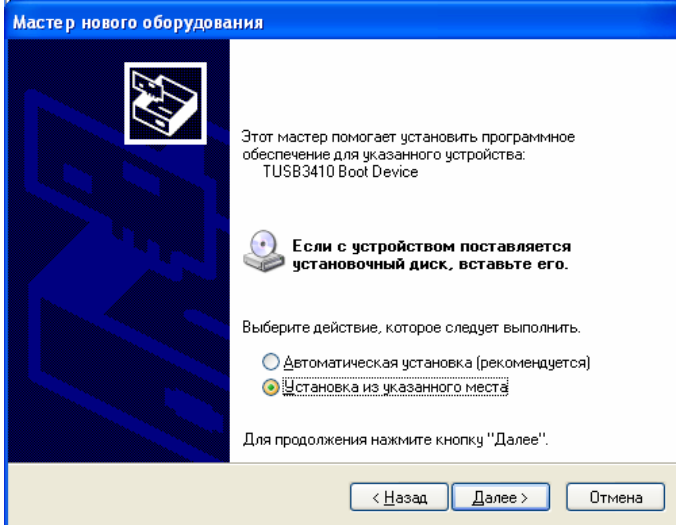 Мастер нового оборудования
Этот мастер помогает установить программное
обеспечение для указанного устройства:
TUSB3410 Boot Device
Если с устройством поставляется
установочный диск, вставьте его.
Выберите действие, которое следует выполнить.
Автоматическая установка (рекомендуется)
Установка из указанного места
Для продолжения нажмите кнопку "Далее".
< Назад
Далее >
Отмена